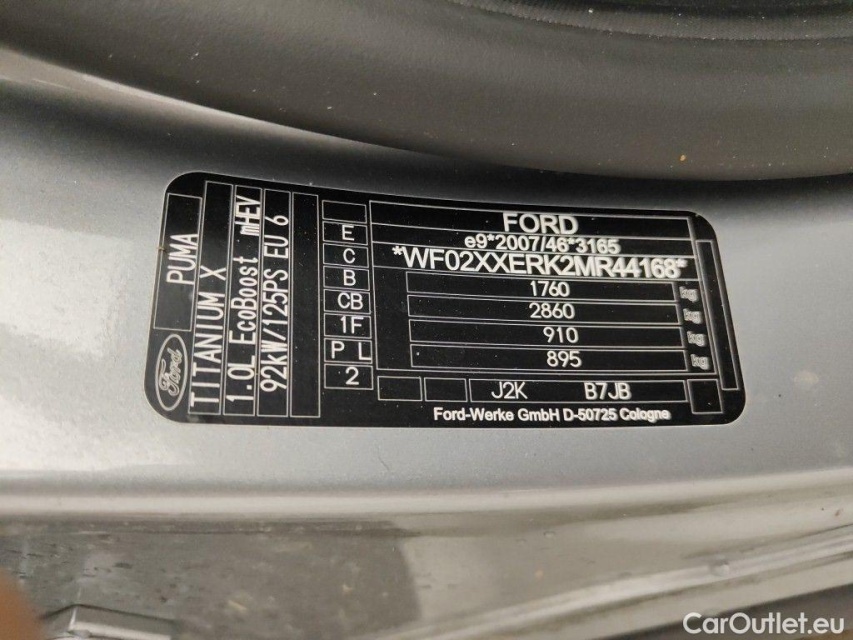 PUMA
TITANIUM X
1.0L EcoBoost mHEV
92kW/125PS EU 6
Ford
E
C
B
CB
1F
P L
2
FORD
e9*2007/46*3165
*WF02XXERK2MR44168*
1760 kg
2860 kg
910 kg
895 kg
J2K B7JB
Ford-Werke GmbH D-50725 Cologne
CarOutlet.eu